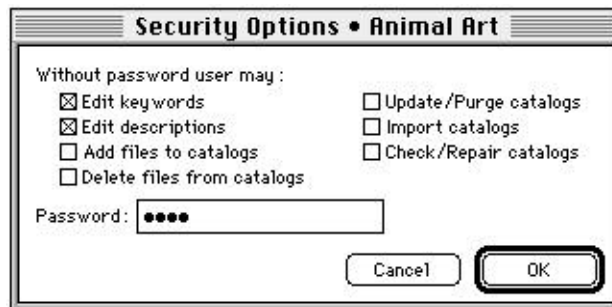 Security Options • Animal Art
Without password user may:
Edit keywords
Edit descriptions
Add files to catalogs
Delete files from catalogs
Update/Purge catalogs
Import catalogs
Check/Repair catalogs
Password: ••••
Cancel
OK